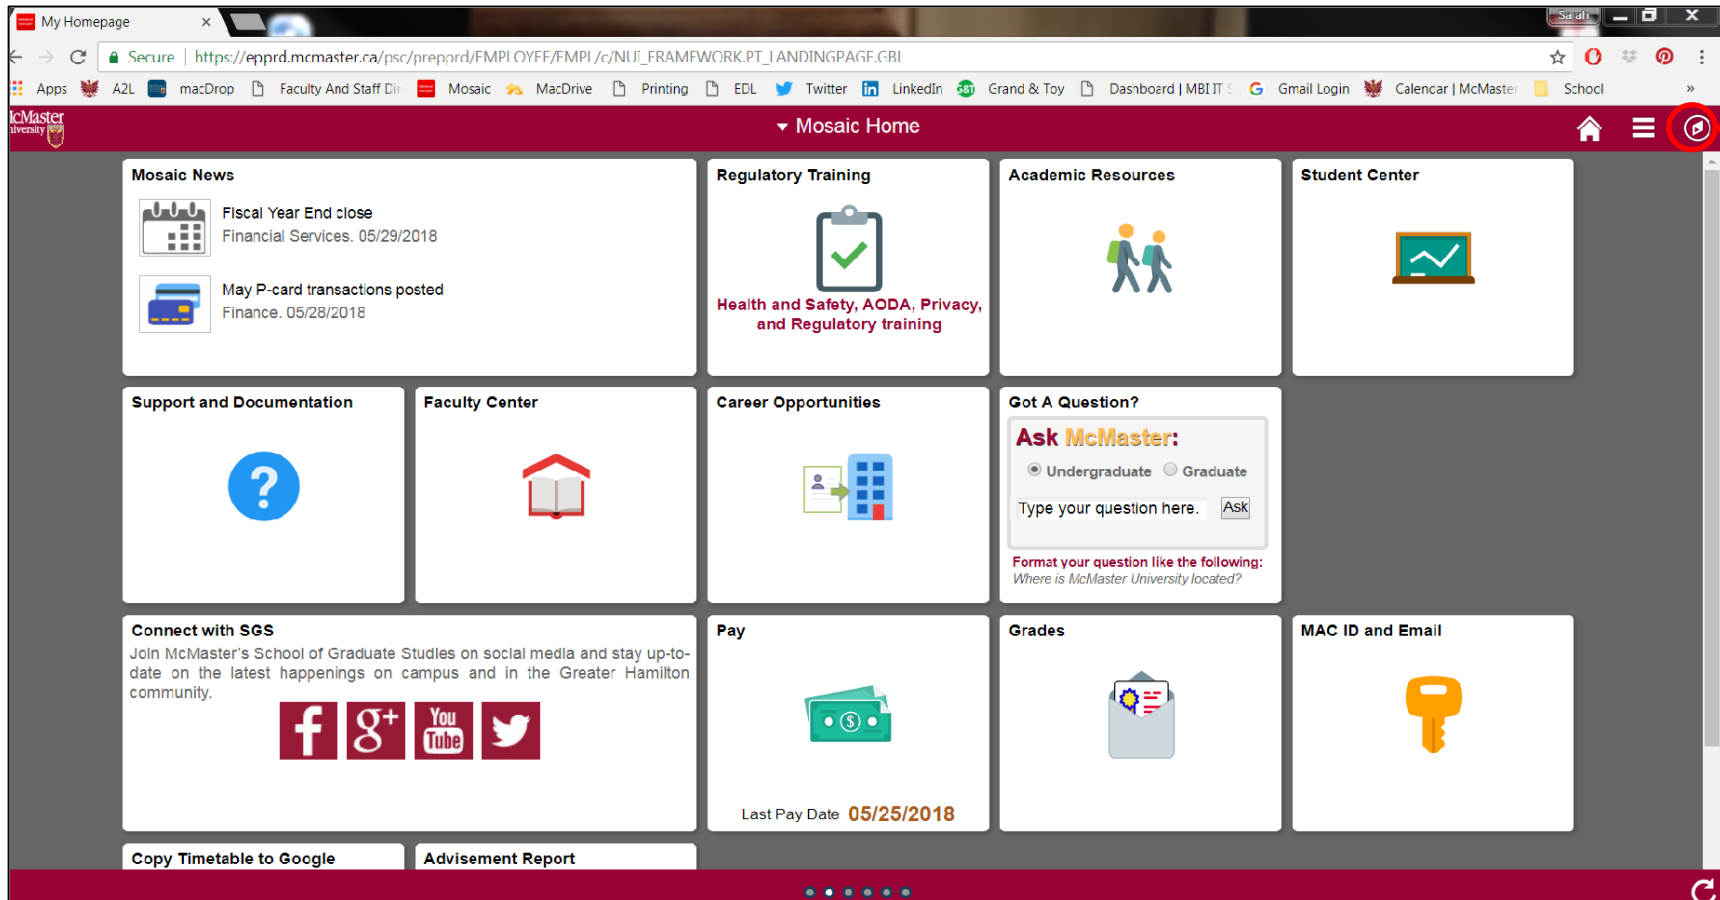 My Homepage
Sarah
Secure | https://epprd.mcmaster.ca/psc/prepprd/EMPLOYEE/EMPL/c/NUI_FRAMEWORK.PT_LANDINGPAGE.GBL
Apps A2L macDrop Faculty And Staff Dir Mosaic MacDrive Printing EDL Twitter LinkedIn Grand & Toy Dashboard | MBI IT S Gmail Login Calendar | McMaster School »
McMaster
University
Mosaic Home
Mosaic News
Fiscal Year End close
Financial Services. 05/29/2018
May P-card transactions posted
Finance. 05/28/2018
Regulatory Training
Health and Safety, AODA, Privacy,
and Regulatory training
Academic Resources
Student Center
Support and Documentation
?
Faculty Center
Career Opportunities
Got A Question?
Ask McMaster:
Undergraduate Graduate
Type your question here. Ask
Format your question like the following:
Where is McMaster University located?
Connect with SGS
Join McMaster's School of Graduate Studies on social media and stay up-to-
date on the latest happenings on campus and in the Greater Hamilton
community.
f g+ You Tube
Pay
$
Last Pay Date 05/25/2018
Grades
MAC ID and Email
Copy Timetable to Google
Advisement Report